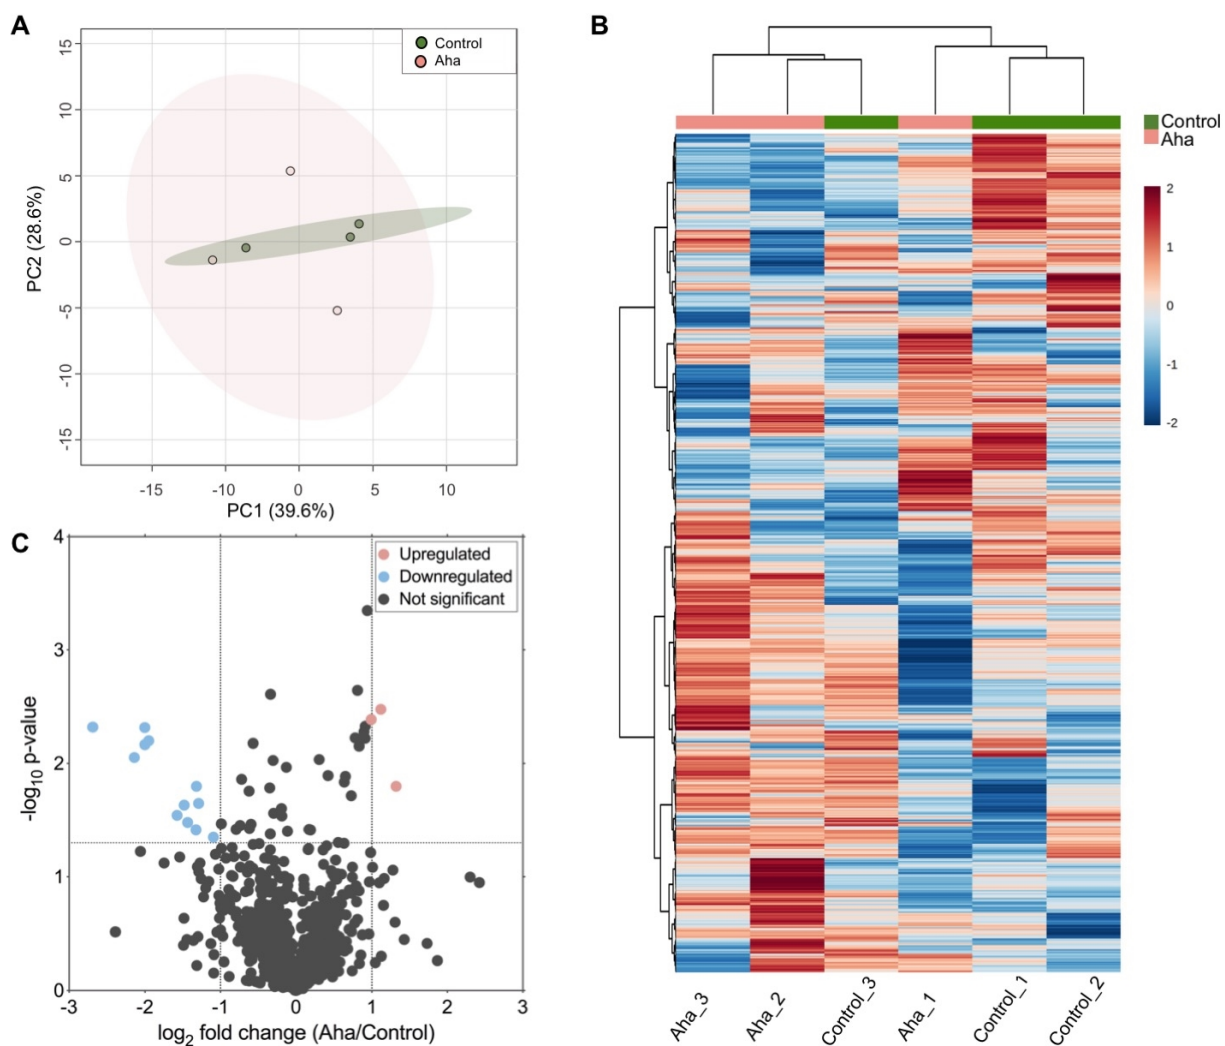 A
15
10
5
0
-5
-10
-15
PC2 (28.6%)
-15
-10
0
5
10
PC1 (39.6%)
Control
Aha
B
Control
Aha
2
1
0
-1
-2
Aha_3
Aha_2
Control_3
Aha_1
Control_1
Control_2
C
4
3
2
1
0
-log10 p-value
-3
-2
-1
0
1
2
3
log2 fold change (Aha/Control)
Upregulated
Downregulated
Not significant